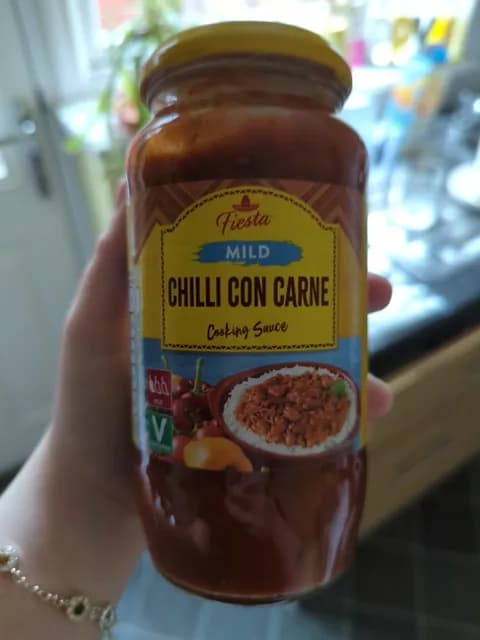 Fiesta
MILD
CHILLI CON CARNE
Cooking Sauce
V